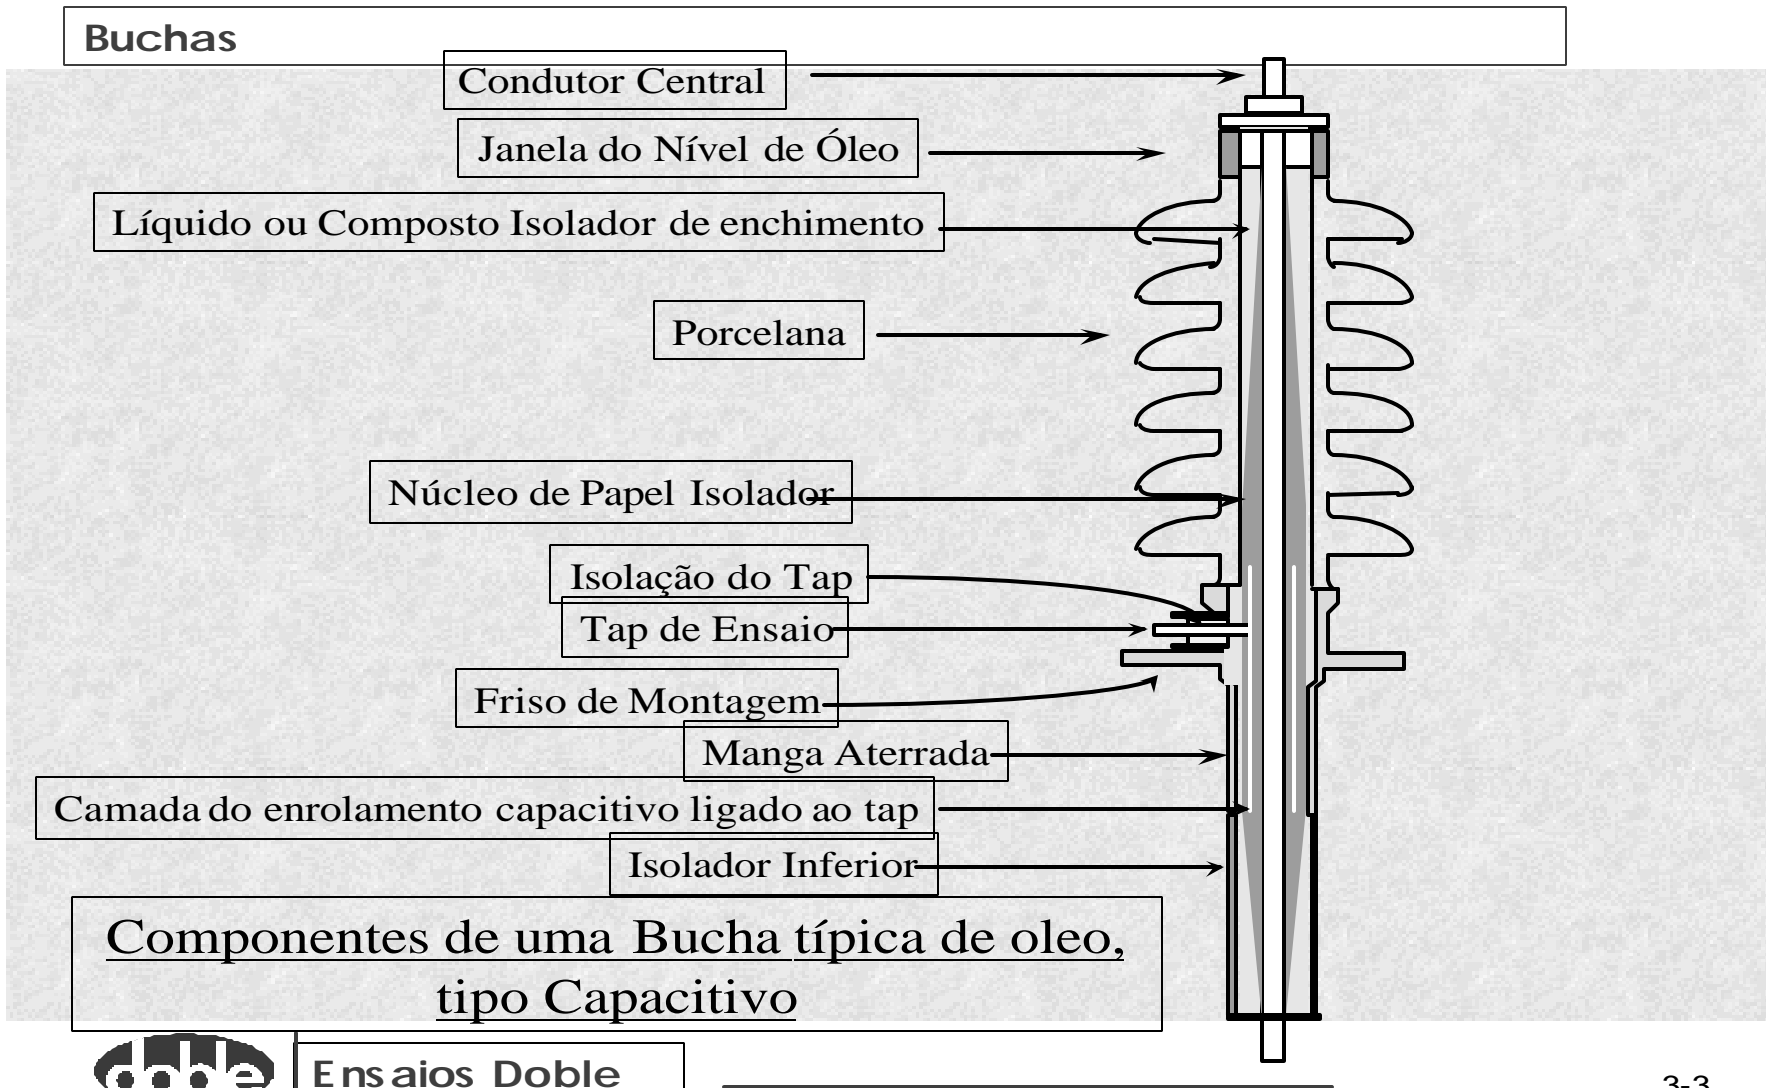 Buchas
Condutor Central
Janela do Nível de Óleo
Líquido ou Composto Isolador de enchimento
Porcelana
Núcleo de Papel Isolador
Isolação do Tap
Tap de Ensaio
Friso de Montagem
Manga Aterrada
Camada do enrolamento capacitivo ligado ao tap
Isolador Inferior
Componentes de uma Bucha típica de oleo,
tipo Capacitivo
doble
Ensaios Doble
3-3